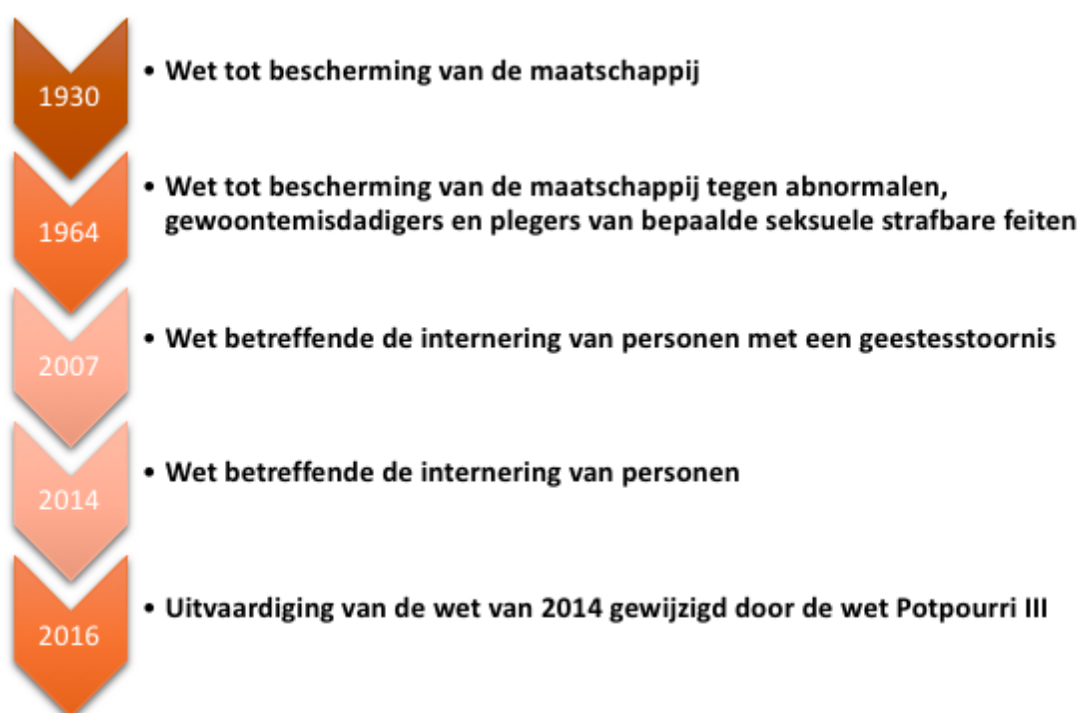 1930
• Wet tot bescherming van de maatschappij
1964
• Wet tot bescherming van de maatschappij tegen abnormalen,
gewoontemisdadigers en plegers van bepaalde seksuele strafbare feiten
2007
• Wet betreffende de internering van personen met een geestesstoornis
2014
• Wet betreffende de internering van personen
2016
• Uitvaardiging van de wet van 2014 gewijzigd door de wet Potpourri III